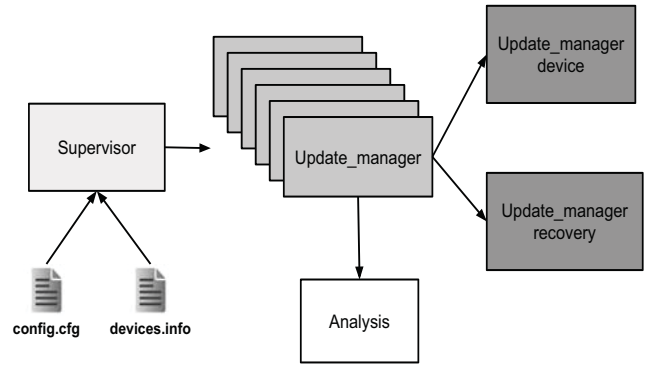 Update_manager
device
Supervisor
Update_manager
Update_manager
recovery
config.cfg
devices.info
Analysis